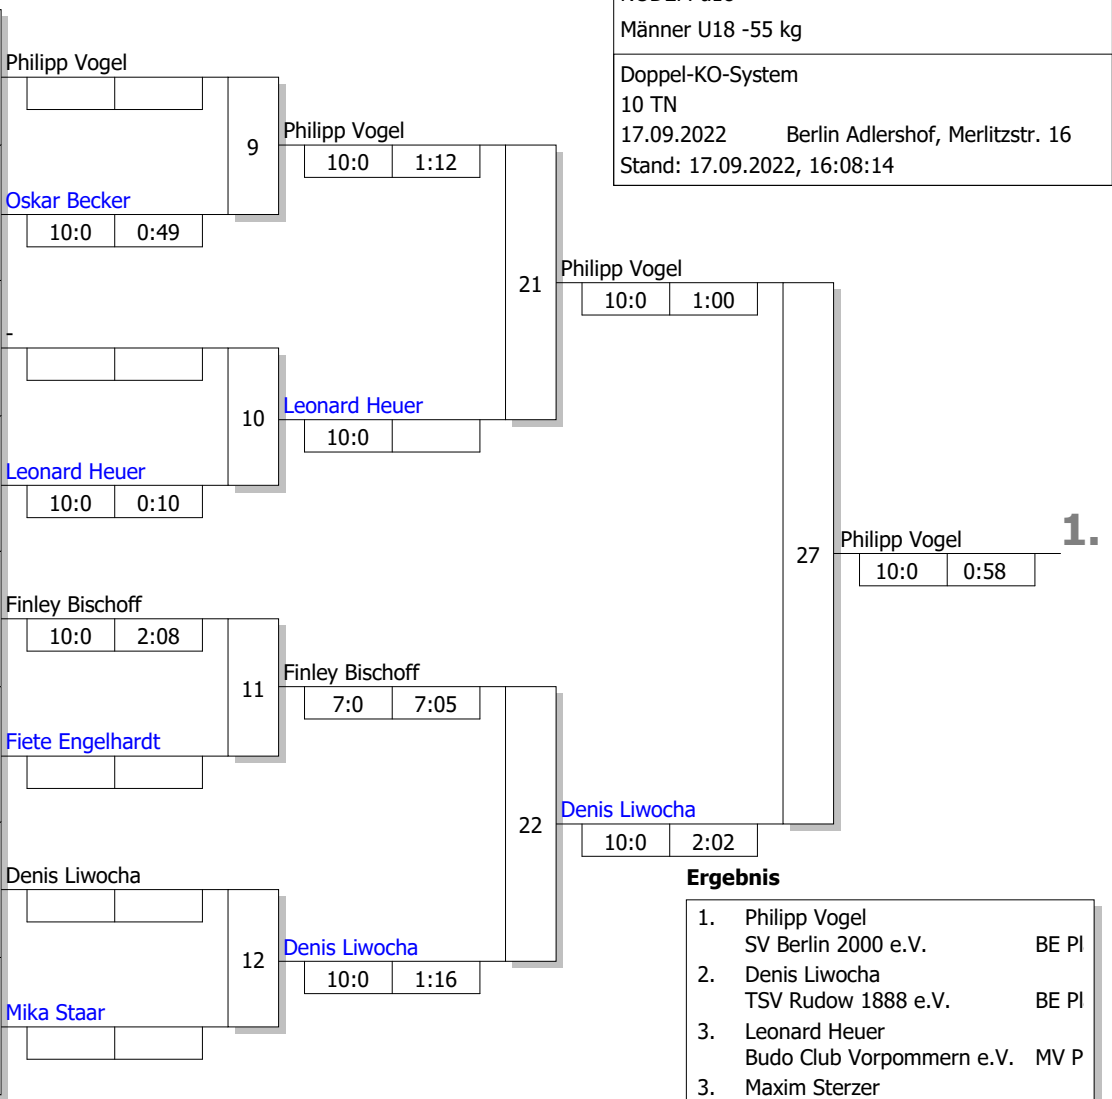 Männer U18 -55 kg
Doppel-KO-System
10 TN
17.09.2022 Berlin Adlershof, Merlitzstr. 16
Stand: 17.09.2022, 16:08:14
Philipp Vogel
9
Philipp Vogel
10:0 1:12
Oskar Becker
10:0 0:49
21
Philipp Vogel
10:0 1:00
-
10
Leonard Heuer
10:0
Leonard Heuer
10:0 0:10
27
Philipp Vogel
10:0 0:58
1.
Finley Bischoff
10:0 2:08
11
Finley Bischoff
7:0 7:05
Fiete Engelhardt
22
Denis Liwocha
10:0 2:02
Denis Liwocha
12
Denis Liwocha
10:0 1:16
Mika Staar
Ergebnis
1. Philipp Vogel
SV Berlin 2000 e.V. BE Pl
2. Denis Liwocha
TSV Rudow 1888 e.V. BE Pl
3. Leonard Heuer
Budo Club Vorpommern e.V. MV P
3. Maxim Sterzer